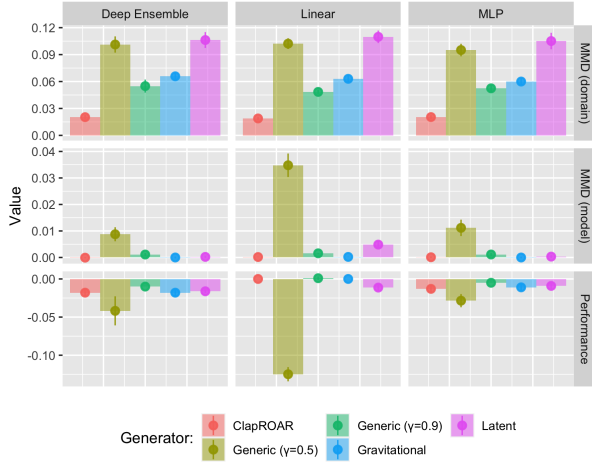 Deep Ensemble Linear MLP
0.12
0.09
0.06
0.03
0.00
MMD (domain)
0.04
0.03
0.02
0.01
0.00
MMD (model)
0.00
-0.05
-0.10
Performance
Value
Generator:
ClapROAR Generic (γ=0.9) Latent
Generic (γ=0.5) Gravitational